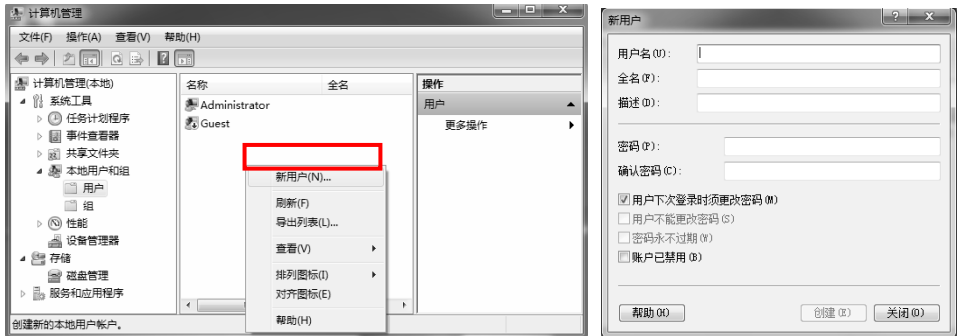 计算机管理
文件(F) 操作(A) 查看(V) 帮助(H)
计算机管理(本地)
系统工具
任务计划程序
事件查看器
共享文件夹
本地用户和组
用户
组
性能
设备管理器
存储
磁盘管理
服务和应用程序
名称 全名
Administrator
Guest
新用户(N)...
刷新(F)
导出列表(L)...
查看(V)
排列图标(I)
对齐图标(E)
帮助(H)
操作
用户
更多操作
创建新的本地用户帐户。
新用户
用户名(U):
全名(F):
描述(D):
密码(P):
确认密码(C):
用户下次登录时须更改密码(M)
用户不能更改密码(S)
密码永不过期(W)
账户已禁用(B)
帮助(H) 创建(E) 关闭(O)